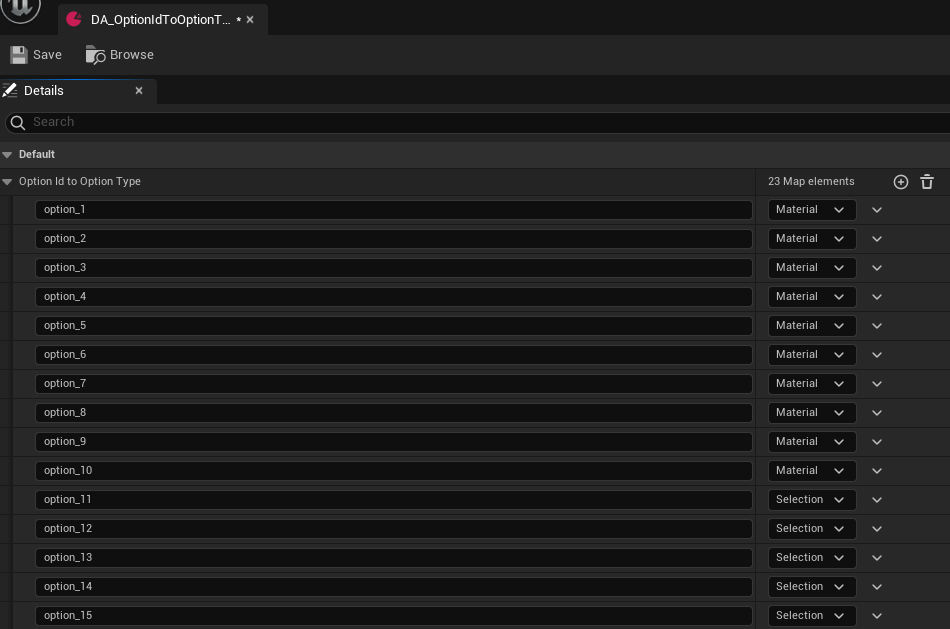 DA_OptionIdToOptionT... *
Save Browse
Details
Search
Default
Option Id to Option Type 23 Map elements
option_1 Material
option_2 Material
option_3 Material
option_4 Material
option_5 Material
option_6 Material
option_7 Material
option_8 Material
option_9 Material
option_10 Material
option_11 Selection
option_12 Selection
option_13 Selection
option_14 Selection
option_15 Selection